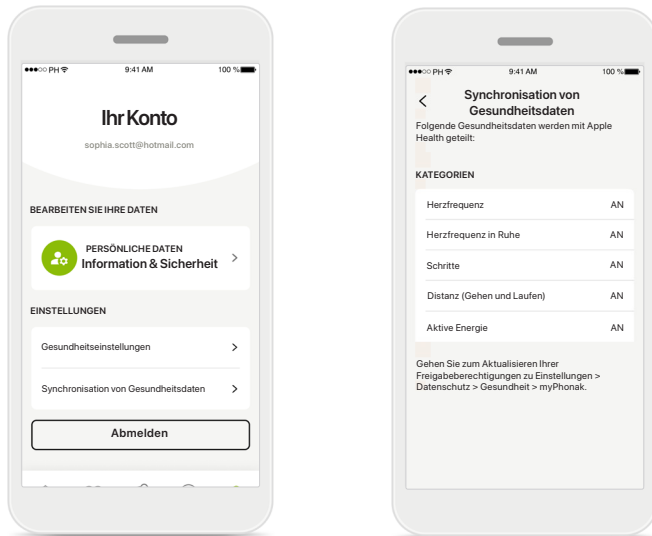 PH 9:41 AM 100 %
Ihr Konto
sophia.scott@hotmail.com
BEARBEITEN SIE IHRE DATEN
PERSÖNLICHE DATEN
Information & Sicherheit
EINSTELLUNGEN
Gesundheitseinstellungen
Synchronisation von Gesundheitsdaten
Abmelden
PH 9:41 AM 100 %
Synchronisation von
Gesundheitsdaten
Folgende Gesundheitsdaten werden mit Apple
Health geteilt:
KATEGORIEN
Herzfrequenz AN
Herzfrequenz in Ruhe AN
Schritte AN
Distanz (Gehen und Laufen) AN
Aktive Energie AN
Gehen Sie zum Aktualisieren Ihrer
Freigabeberechtigungen zu Einstellungen >
Datenschutz > Gesundheit > myPhonak.